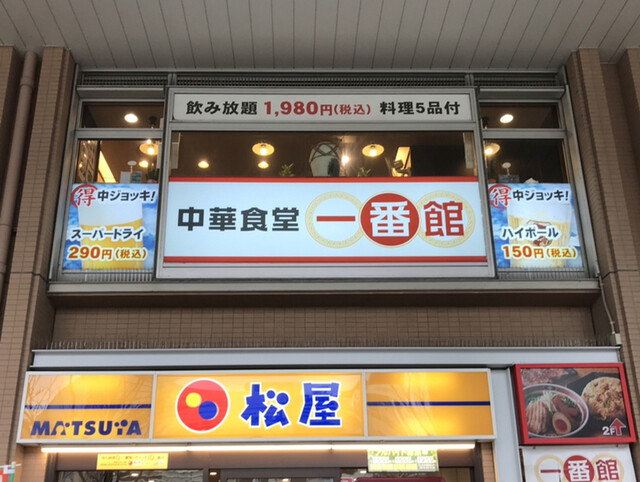 飲み放題 1,980円(税込) 料理5品付
得 中ジョッキ!
スーパードライ
290円(税込)
中華食堂 一番館
得 中ジョッキ!
ハイボール
150円(税込)
MATSUYA
松屋
2F
一番館